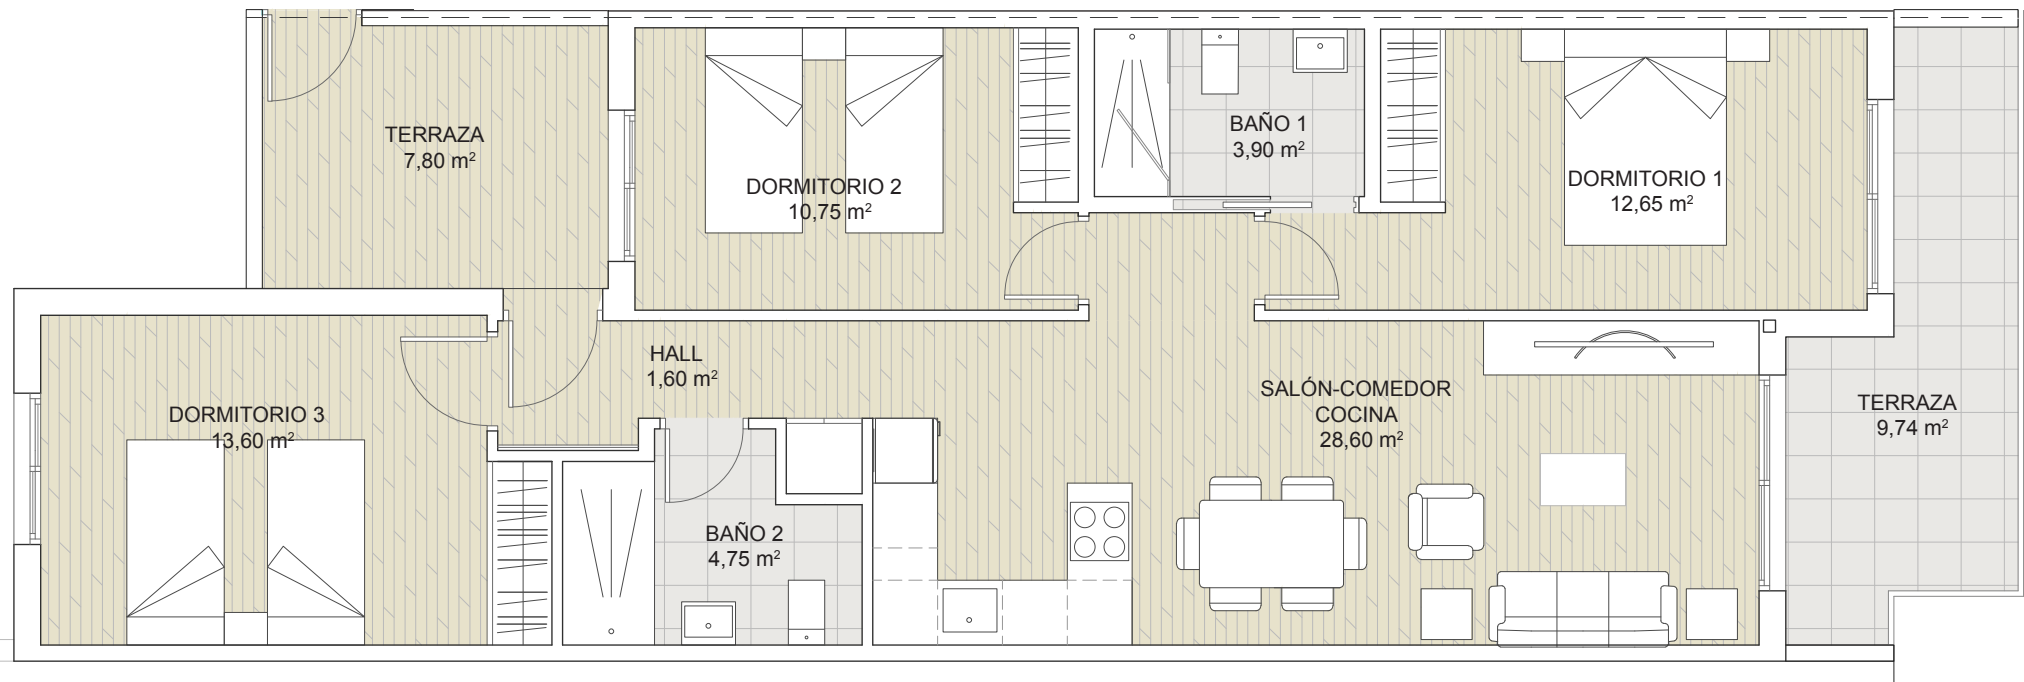 TERRAZA
7,80 m²
DORMITORIO 2
10,75 m²
BAÑO 1
3,90 m²
DORMITORIO 1
12,65 m²
HALL
1,60 m²
SALÓN-COMEDOR
COCINA
28,60 m²
TERRAZA
9,74 m²
DORMITORIO 3
13,60 m²
BAÑO 2
4,75 m²